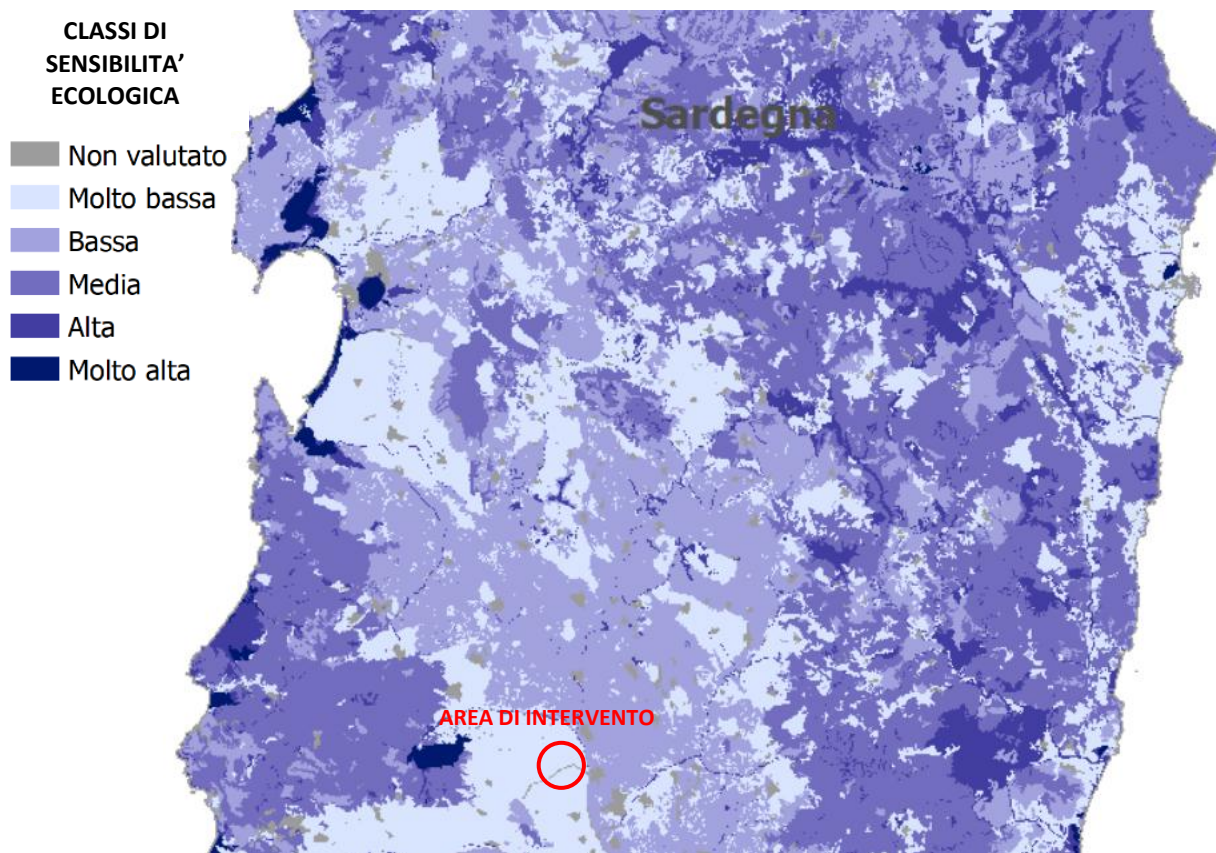 CLASSI DI
SENSIBILITA’
ECOLOGICA
Non valutato
Molto bassa
Bassa
Media
Alta
Molto alta
Sardegna
AREA DI INTERVENTO